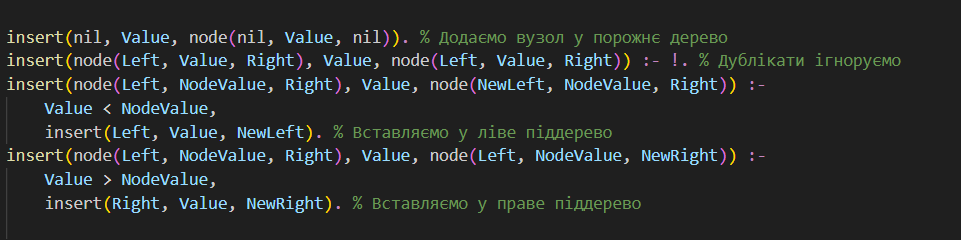 insert(nil, Value, node(nil, Value, nil)). % Додаємо вузол у порожнє дерево
insert(node(Left, Value, Right), Value, node(Left, Value, Right)) :- !. % Дублікати ігноруємо
insert(node(Left, NodeValue, Right), Value, node(NewLeft, NodeValue, Right)) :-
    Value < NodeValue,
    insert(Left, Value, NewLeft). % Вставляємо у ліве піддерево
insert(node(Left, NodeValue, Right), Value, node(Left, NodeValue, NewRight)) :-
    Value > NodeValue,
    insert(Right, Value, NewRight). % Вставляємо у праве піддерево